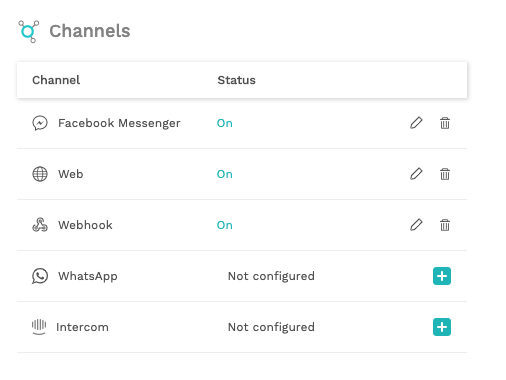 Channels
Channel Status
Facebook Messenger On
Web On
Webhook On
WhatsApp Not configured
Intercom Not configured